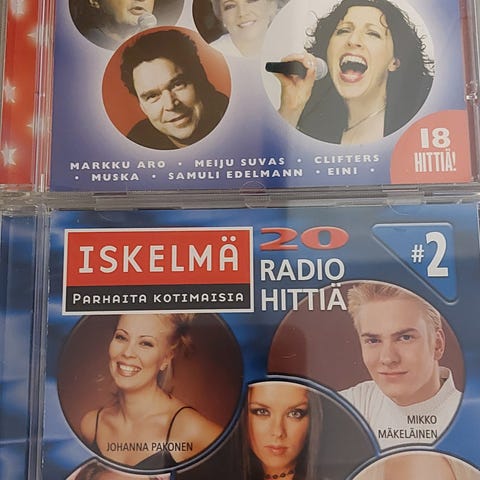 MARKKU ARO • MEIJU SUVAS • CLIFTERS
• MUSKA • SAMULI EDELMANN • EINI •
18
HITTIÄ!
ISKELMÄ
PARHAITA KOTIMAISIA
20
RADIO
HITTIÄ
#2
JOHANNA PAKONEN
MIKKO
MÄKELÄINEN